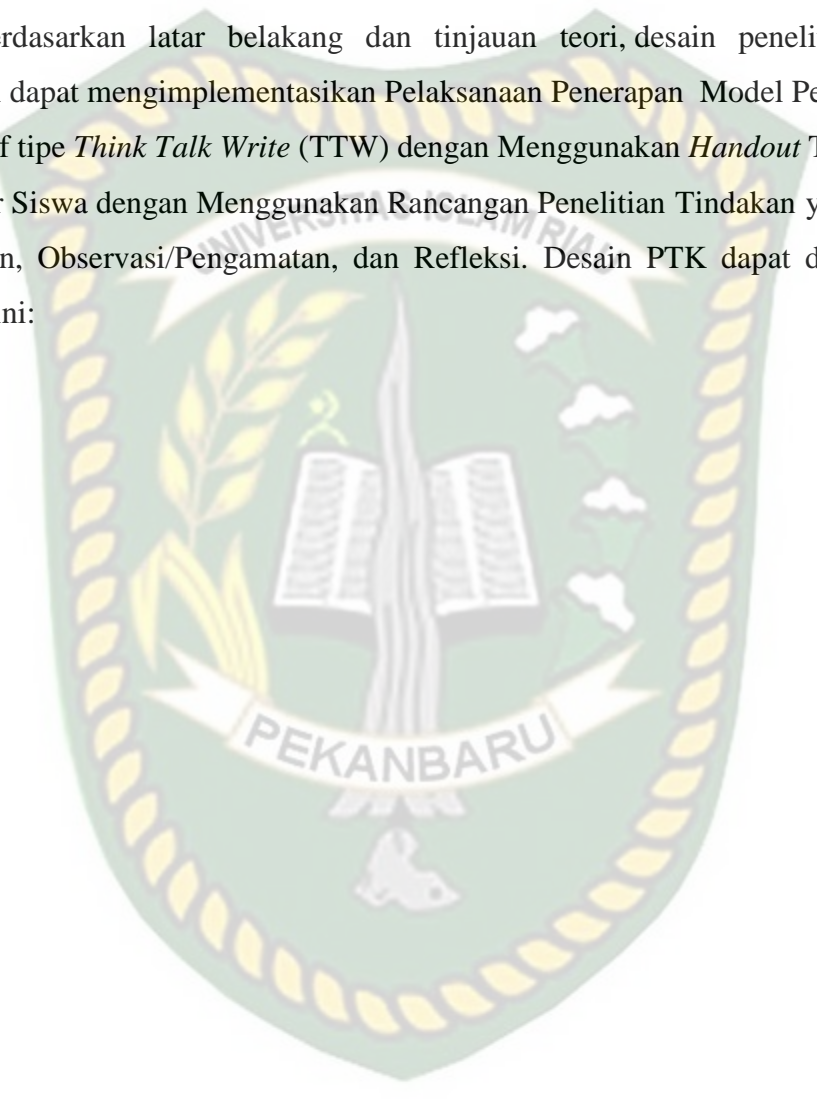 erdasarkan latar belakang dan tinjauan teori, desain penelit
dapat mengimplementasikan Pelaksanaan Penerapan Model Pe
f tipe Think Talk Write (TTW) dengan Menggunakan Handout T
r Siswa dengan Menggunakan Rancangan Penelitian Tindakan y
n, Observasi/Pengamatan, dan Refleksi. Desain PTK dapat d
ini:
UNIVERSITAS ISLAM RIAU
PEKANBARU